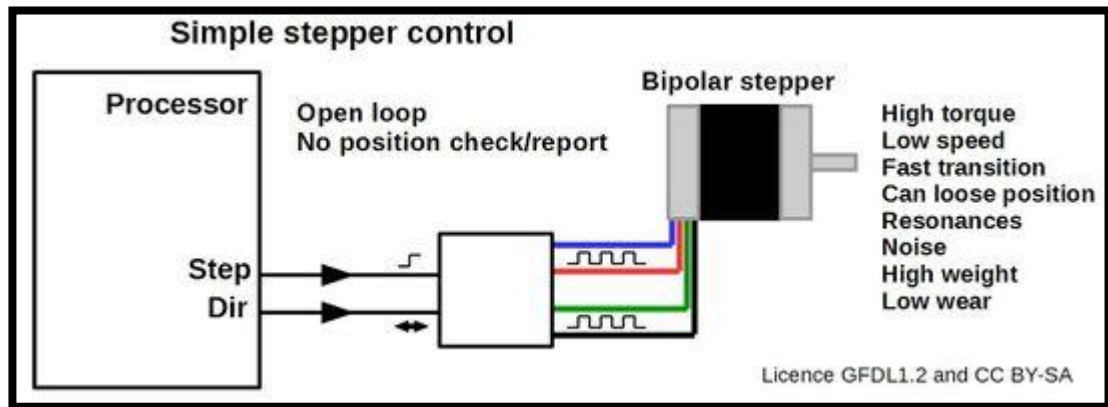 Simple stepper control
Processor
Open loop
No position check/report
Bipolar stepper
High torque
Low speed
Fast transition
Can loose position
Resonances
Noise
High weight
Low wear
Step
Dir
Licence GFDL1.2 and CC BY-SA